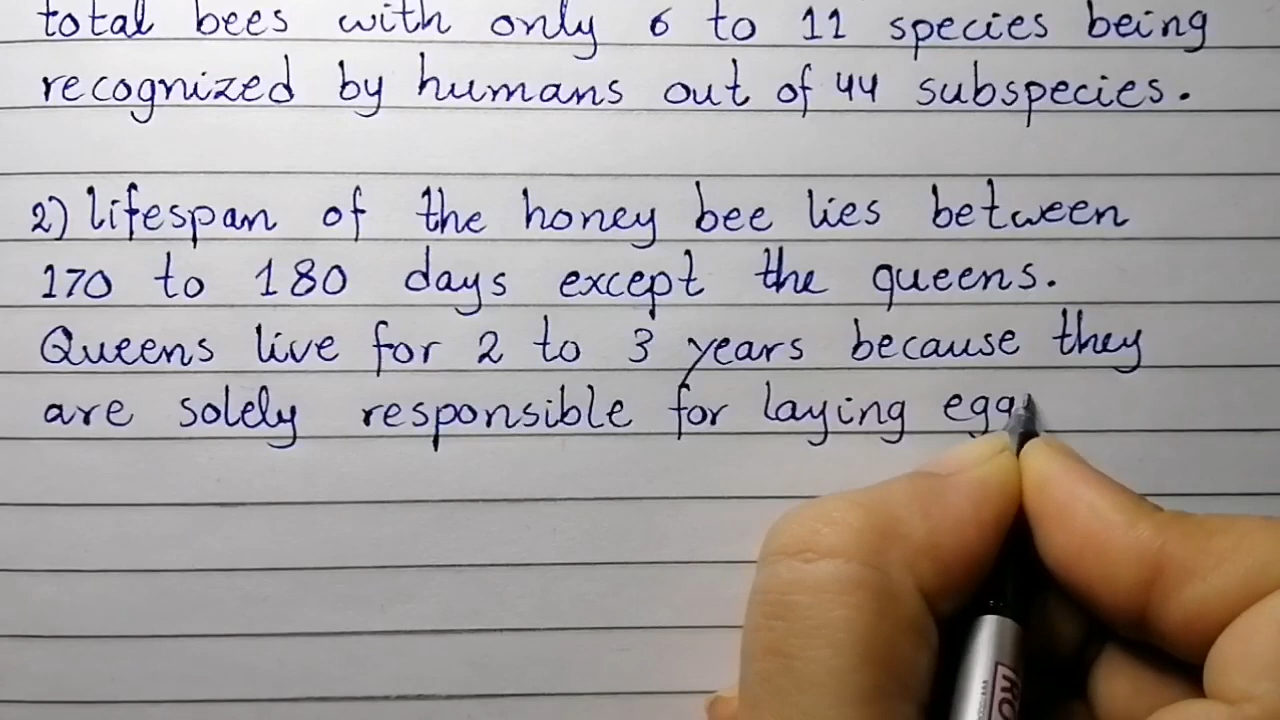 total bees with only 6 to 11 species being
recognized by humans out of 44 subspecies.
2) lifespan of the honey bee lies between
170 to 180 days except the queens.
Queens live for 2 to 3 years because they
are solely responsible for laying egg